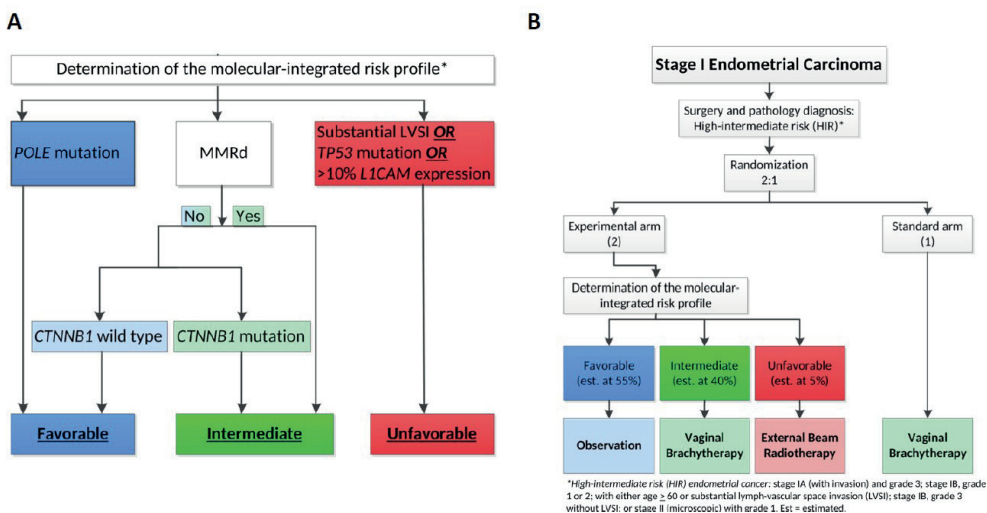 A
Determination of the molecular-integrated risk profile*
POLE mutation
MMRd
Substantial LVSI OR
TP53 mutation OR
>10% L1CAM expression
No
Yes
CTNNB1 wild type
CTNNB1 mutation
Favorable
Intermediate
Unfavorable
B
Stage I Endometrial Carcinoma
Surgery and pathology diagnosis:
High-intermediate risk (HIR)*
Randomization
2:1
Experimental arm
(2)
Standard arm
(1)
Determination of the molecular-
integrated risk profile
Favorable
(est. at 55%)
Intermediate
(est. at 40%)
Unfavorable
(est. at 5%)
Observation
Vaginal
Brachytherapy
External Beam
Radiotherapy
Vaginal
Brachytherapy
*High-intermediate risk (HIR) endometrial cancer: stage IA (with invasion) and grade 3; stage IB, grade
1 or 2; with either age ≥ 60 or substantial lymph-vascular space invasion (LVSI); stage IB, grade 3
without LVSI; or stage II (microscopic) with grade 1. Est = estimated.